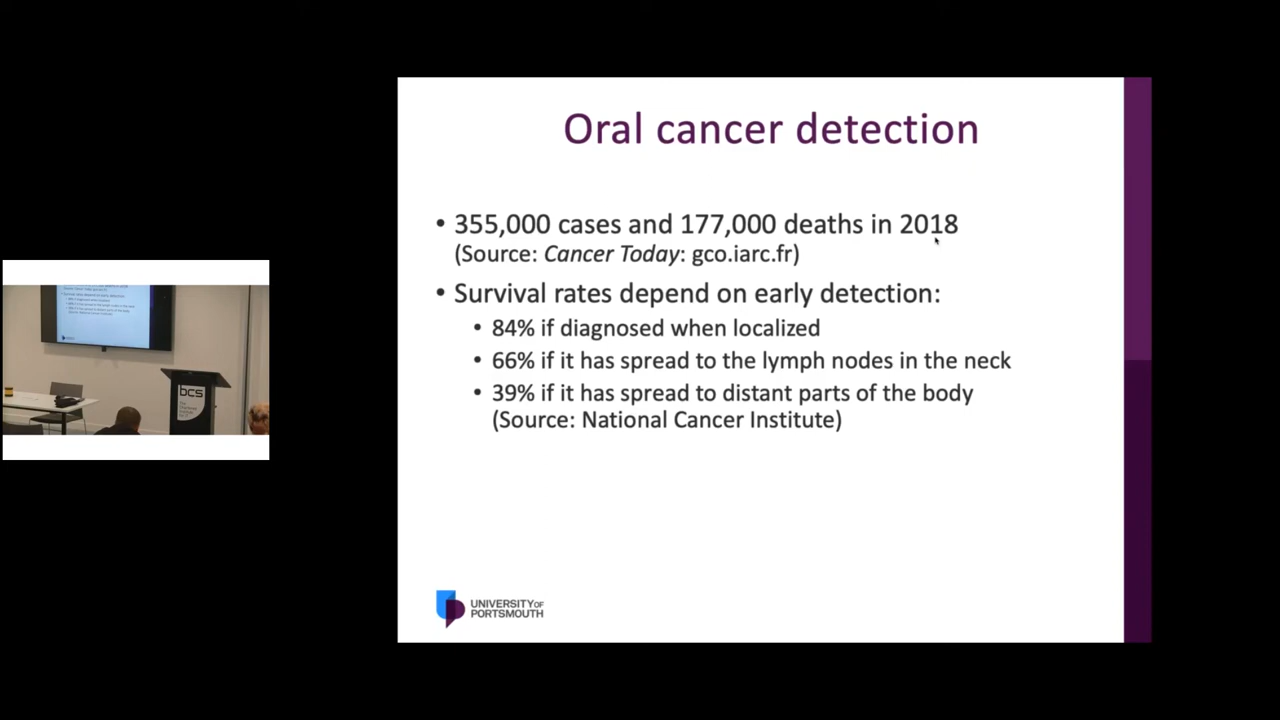 Oral cancer detection
• 355,000 cases and 177,000 deaths in 2018
(Source: Cancer Today: gco.iarc.fr)
• Survival rates depend on early detection:
• 84% if diagnosed when localized
• 66% if it has spread to the lymph nodes in the neck
• 39% if it has spread to distant parts of the body
(Source: National Cancer Institute)
UNIVERSITY OF
PORTSMOUTH
bcs